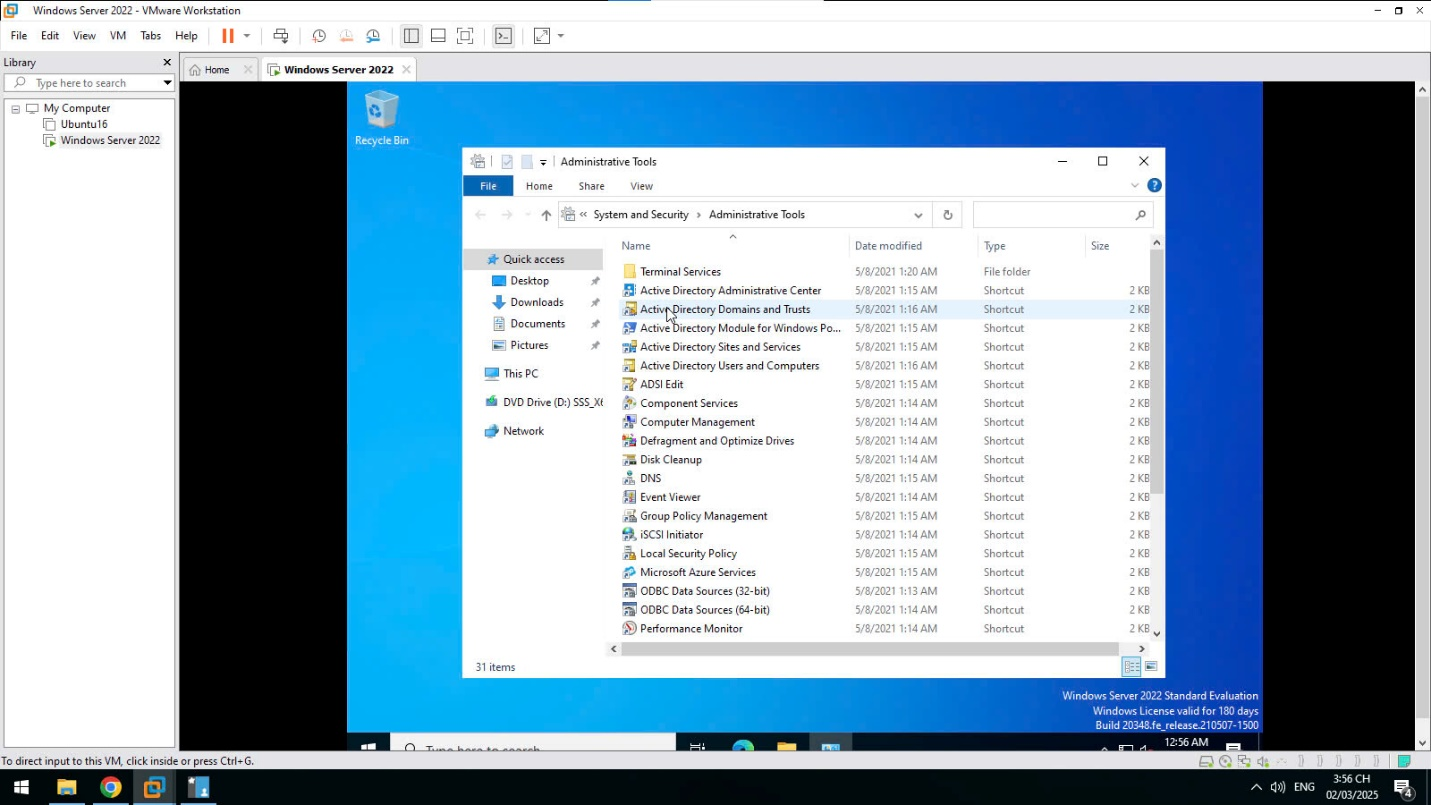 Windows Server 2022 - VMware Workstation
File Edit View VM Tabs Help
Library
Type here to search
My Computer
Ubuntu16
Windows Server 2022
Home
Windows Server 2022
Recycle Bin
Administrative Tools
File Home Share View
« System and Security › Administrative Tools
Name Date modified Type Size
Quick access
Desktop
Downloads
Documents
Pictures
This PC
DVD Drive (D:) SSS_X6
Network
Terminal Services 5/8/2021 1:20 AM File folder
Active Directory Administrative Center 5/8/2021 1:15 AM Shortcut 2 KB
Active Directory Domains and Trusts 5/8/2021 1:16 AM Shortcut 2 KB
Active Directory Module for Windows Po... 5/8/2021 1:15 AM Shortcut 2 KB
Active Directory Sites and Services 5/8/2021 1:15 AM Shortcut 2 KB
Active Directory Users and Computers 5/8/2021 1:16 AM Shortcut 2 KB
ADSI Edit 5/8/2021 1:15 AM Shortcut 2 KB
Component Services 5/8/2021 1:14 AM Shortcut 2 KB
Computer Management 5/8/2021 1:14 AM Shortcut 2 KB
Defragment and Optimize Drives 5/8/2021 1:14 AM Shortcut 2 KB
Disk Cleanup 5/8/2021 1:14 AM Shortcut 2 KB
DNS 5/8/2021 1:15 AM Shortcut 2 KB
Event Viewer 5/8/2021 1:14 AM Shortcut 2 KB
Group Policy Management 5/8/2021 1:15 AM Shortcut 2 KB
iSCSI Initiator 5/8/2021 1:14 AM Shortcut 2 KB
Local Security Policy 5/8/2021 1:15 AM Shortcut 2 KB
Microsoft Azure Services 5/8/2021 1:15 AM Shortcut 2 KB
ODBC Data Sources (32-bit) 5/8/2021 1:13 AM Shortcut 2 KB
ODBC Data Sources (64-bit) 5/8/2021 1:14 AM Shortcut 2 KB
Performance Monitor 5/8/2021 1:14 AM Shortcut 2 KB
31 items
Windows Server 2022 Standard Evaluation
Windows License valid for 180 days
Build 20348.fe_release.210507-1500
Type here to search
12:56 AM
To direct input to this VM, click inside or press Ctrl+G.
ENG
3:56 CH
02/03/2025
4